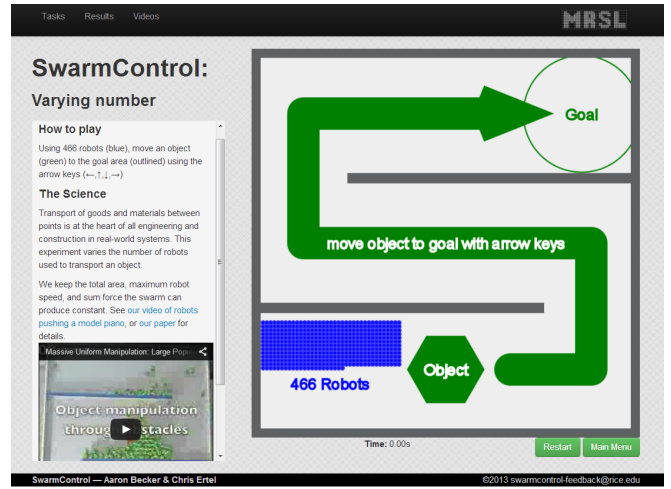 Tasks Results Videos MRSL
SwarmControl:
Varying number
How to play
Using 466 robots (blue), move an object
(green) to the goal area (outlined) using the
arrow keys (←,↑,↓,→)
The Science
Transport of goods and materials between
points is at the heart of all engineering and
construction in real-world systems. This
experiment varies the number of robots
used to transport an object.
We keep the total area, maximum robot
speed, and sum force the swarm can
produce constant. See our video of robots
pushing a model piano, or our paper for
details.
Massive Uniform Manipulation: Large Popu
Object manipulation
through obstacles
Goal
move object to goal with arrow keys
466 Robots
Object
Time: 0.00s
Restart Main Menu
SwarmControl — Aaron Becker & Chris Ertel
©2013 swarmcontrol-feedback@rice.edu